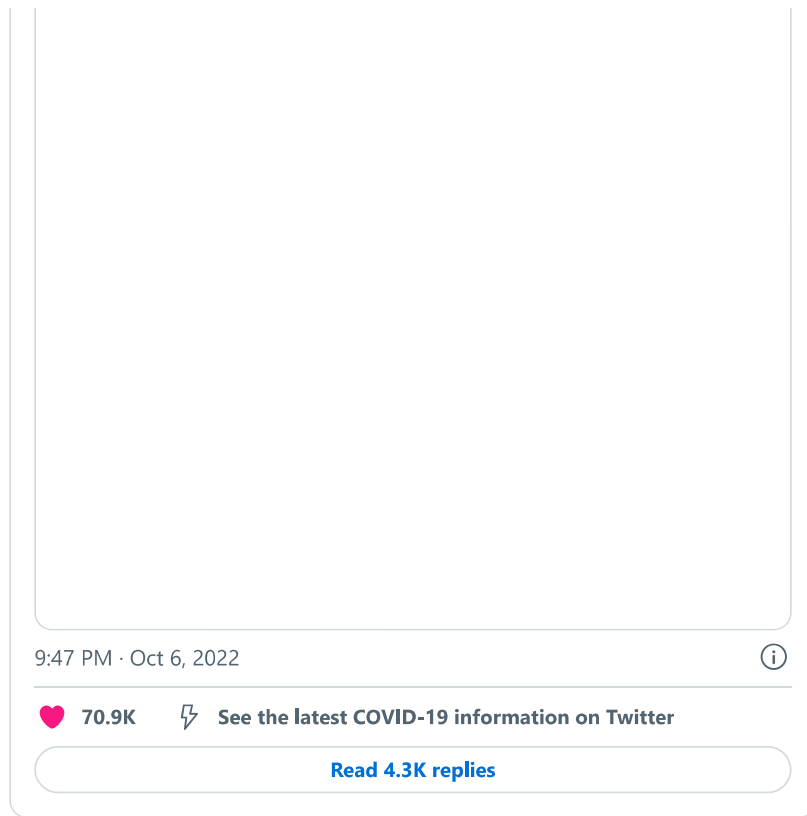 9:47 PM · Oct 6, 2022
70.9K See the latest COVID-19 information on Twitter
Read 4.3K replies